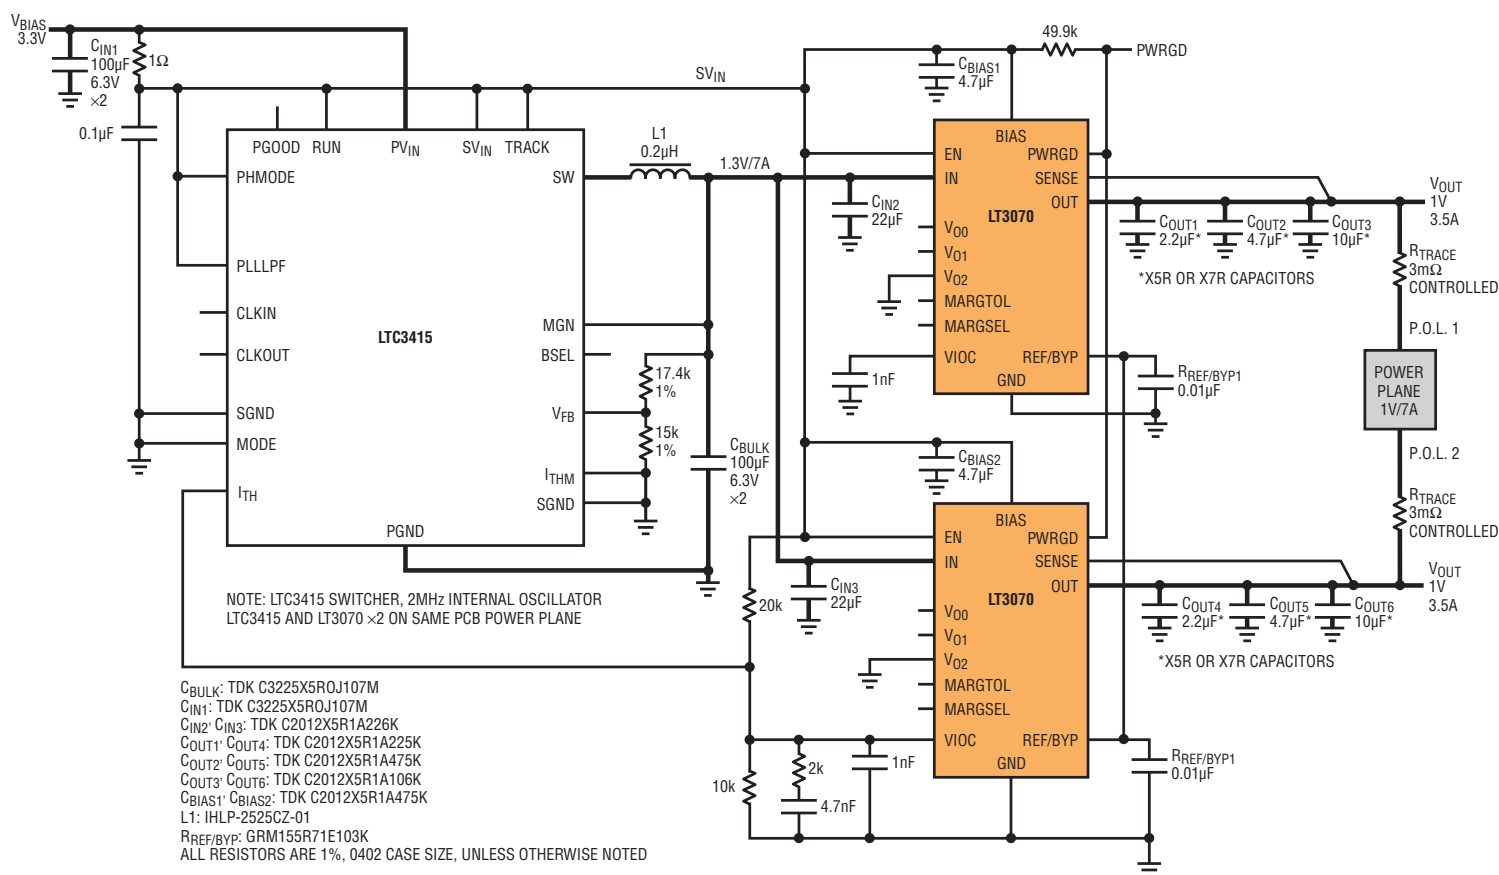 VBIAS
3.3V
CIN1
100µF
6.3V
×2
1Ω
0.1µF
SVIN
PGOOD RUN PVIN SVIN TRACK
PHMODE
PLLLPF
CLKIN
CLKOUT
SGND
MODE
ITH
LTC3415
PGND
SW
MGN
BSEL
VFB
ITHM
SGND
L1
0.2µH
1.3V/7A
17.4k
1%
15k
1%
CBULK
100µF
6.3V
×2
NOTE: LTC3415 SWITCHER, 2MHz INTERNAL OSCILLATOR
LTC3415 AND LT3070 ×2 ON SAME PCB POWER PLANE
49.9k
PWRGD
CBIAS1
4.7µF
CIN2
22µF
BIAS
EN
IN
LT3070
VO0
VO1
VO2
MARGTOL
MARGSEL
VIOC
PWRGD
SENSE
OUT
REF/BYP
GND
1nF
COUT1
2.2µF*
COUT2
4.7µF*
COUT3
10µF*
*X5R OR X7R CAPACITORS
RREF/BYP1
0.01µF
VOUT
1V
3.5A
RTRACE
3mΩ
CONTROLLED
P.O.L. 1
POWER
PLANE
1V/7A
P.O.L. 2
RTRACE
3mΩ
CONTROLLED
VOUT
1V
3.5A
CBIAS2
4.7µF
CIN3
22µF
BIAS
EN
IN
LT3070
VO0
VO1
VO2
MARGTOL
MARGSEL
VIOC
PWRGD
SENSE
OUT
REF/BYP
GND
COUT4
2.2µF*
COUT5
4.7µF*
COUT6
10µF*
*X5R OR X7R CAPACITORS
RREF/BYP1
0.01µF
20k
10k
2k
4.7nF
1nF
CBULK: TDK C3225X5ROJ107M
CIN1: TDK C3225X5ROJ107M
CIN2, CIN3: TDK C2012X5R1A226K
COUT1, COUT4: TDK C2012X5R1A225K
COUT2, COUT5: TDK C2012X5R1A475K
COUT3, COUT6: TDK C2012X5R1A106K
CBIAS1, CBIAS2: TDK C2012X5R1A475K
L1: IHLP-2525CZ-01
RREF/BYP: GRM155R71E103K
ALL RESISTORS ARE 1%, 0402 CASE SIZE, UNLESS OTHERWISE NOTED